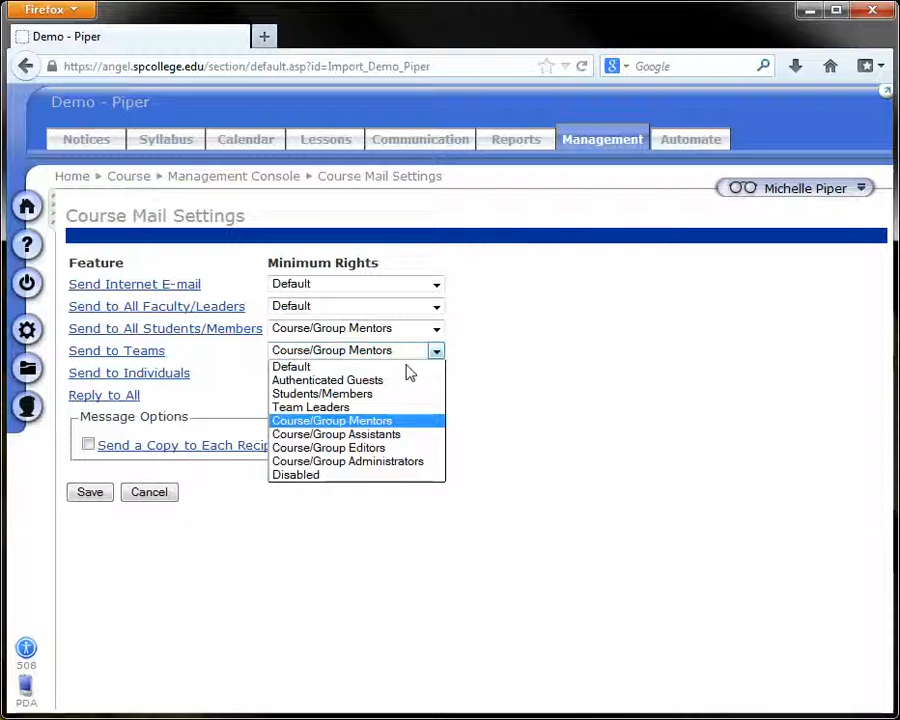 Firefox
Demo - Piper
https://angel.spcollege.edu/section/default.asp?id=Import_Demo_Piper
Google
Demo - Piper
Notices Syllabus Calendar Lessons Communication Reports Management Automate
Home Course Management Console Course Mail Settings
Michelle Piper
Course Mail Settings
Feature Minimum Rights
Send Internet E-mail Default
Send to All Faculty/Leaders Default
Send to All Students/Members Course/Group Mentors
Send to Teams Course/Group Mentors
Default
Send to Individuals
Authenticated Guests
Students/Members
Reply to All
Team Leaders
Message Options
Course/Group Mentors
Course/Group Assistants
Send a Copy to Each Recip
Course/Group Editors
Course/Group Administrators
Disabled
Save Cancel
508
PDA